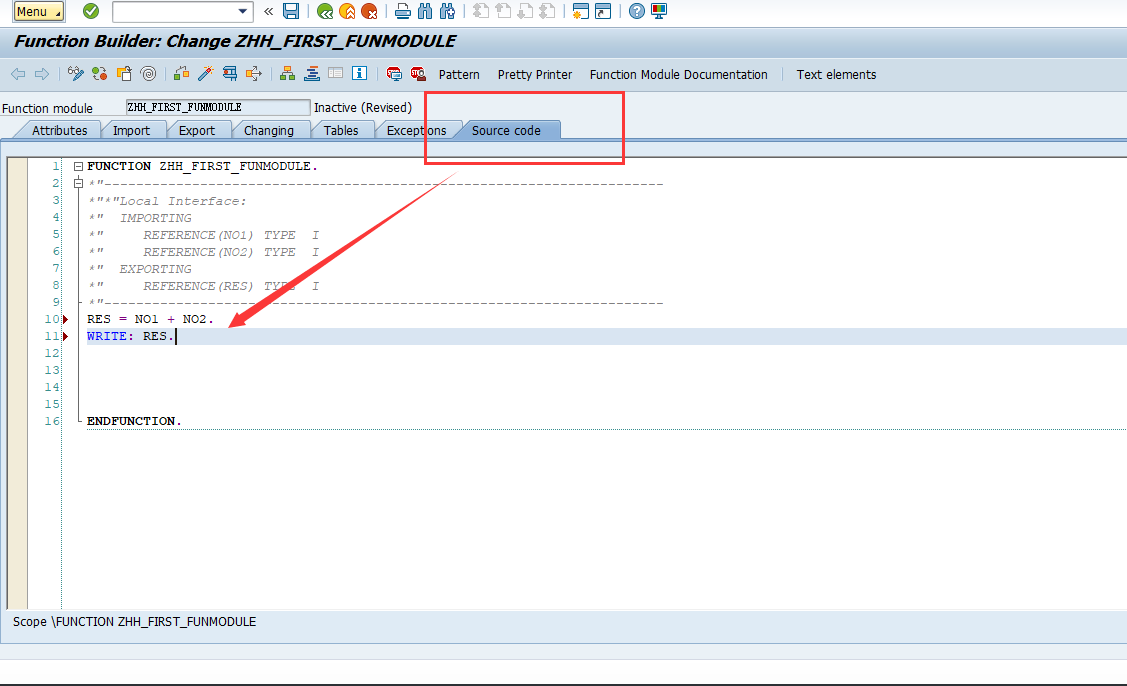 Menu
Function Builder: Change ZHH_FIRST_FUNMODULE
Pattern Pretty Printer Function Module Documentation Text elements
Function module ZHH_FIRST_FUNMODULE Inactive (Revised)
Attributes Import Export Changing Tables Exceptions Source code
1 FUNCTION ZHH_FIRST_FUNMODULE.
2 *"----------------------------------------------------------------------
3 *"*"Local Interface:
4 *"  IMPORTING
5 *"     REFERENCE(NO1) TYPE  I
6 *"     REFERENCE(NO2) TYPE  I
7 *"  EXPORTING
8 *"     REFERENCE(RES) TYPE  I
9 *"----------------------------------------------------------------------
10 RES = NO1 + NO2.
11 WRITE: RES.
12
13
14
15
16 ENDFUNCTION.
Scope \FUNCTION ZHH_FIRST_FUNMODULE